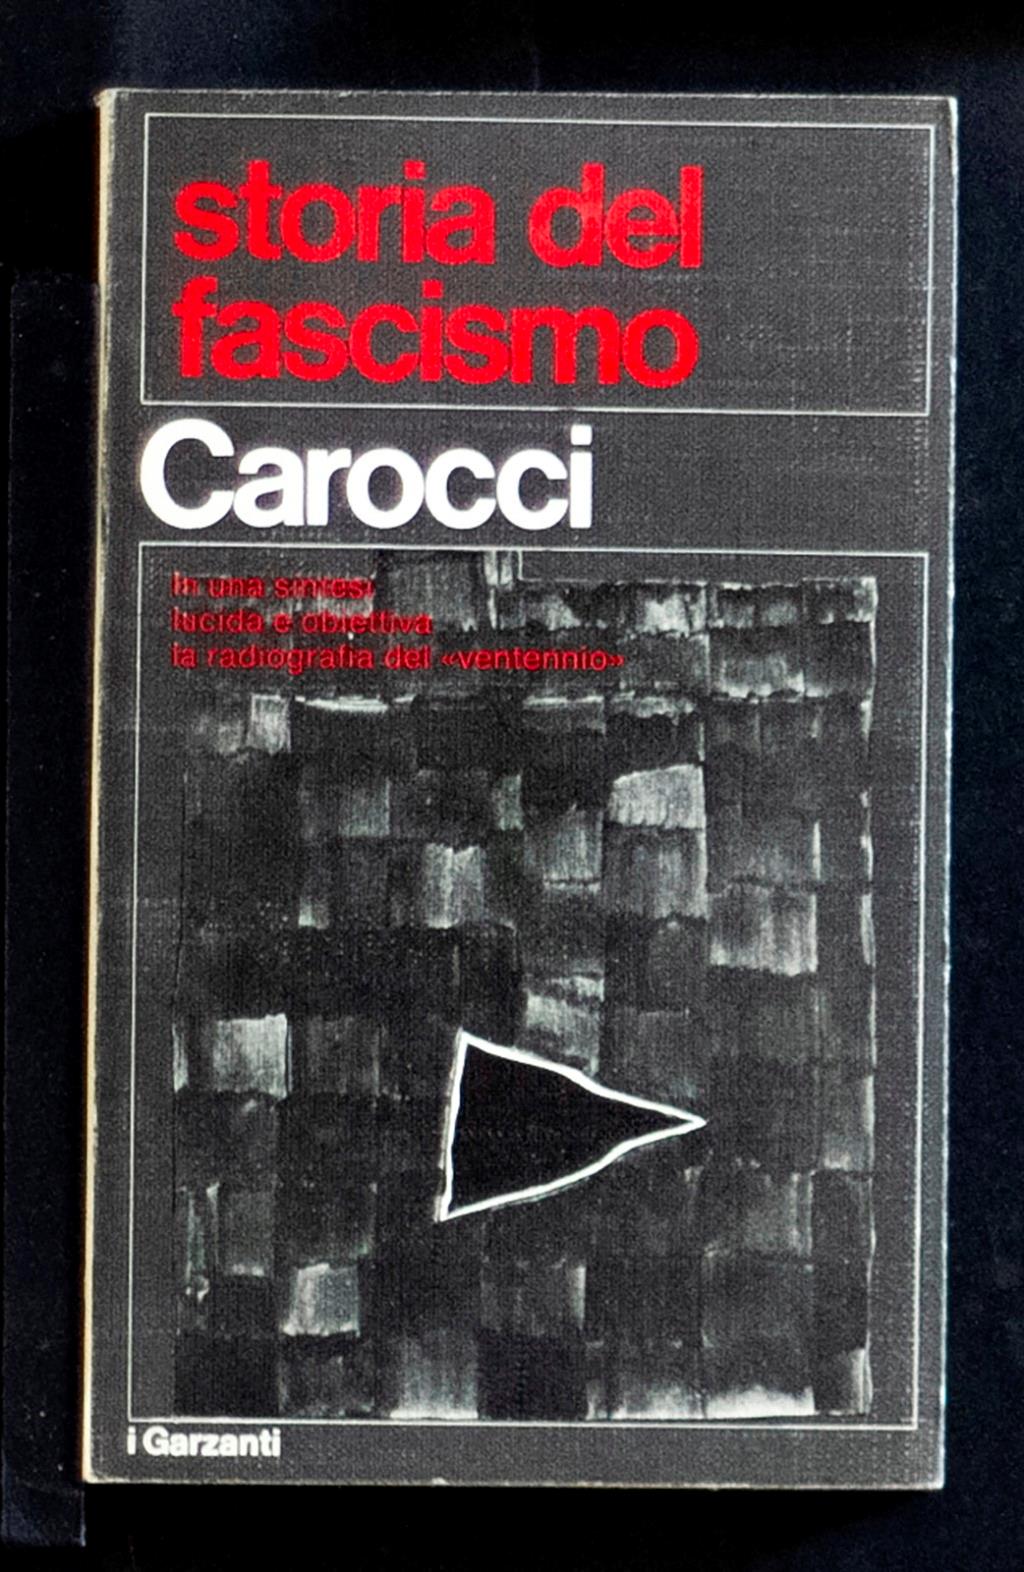 storia del
fascismo
Carocci
In una sintesi
lucida e obiettiva
la radiografia del «ventennio»
i Garzanti